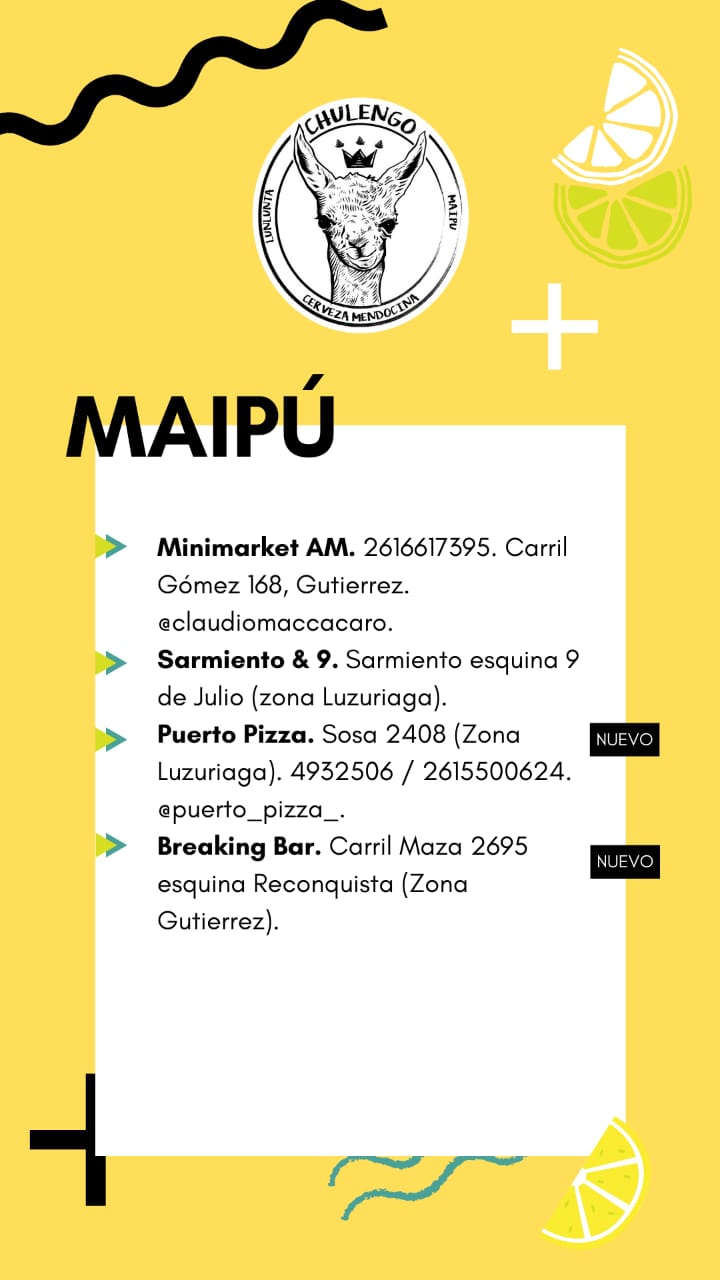 CHULENGO
LUNLUNTA
MAIPÚ
CERVEZA MENDOCINA
MAIPÚ
Minimarket AM. 2616617395. Carril
Gómez 168, Gutierrez.
@claudiomaccacaro.
Sarmiento & 9. Sarmiento esquina 9
de Julio (zona Luzuriaga).
Puerto Pizza. Sosa 2408 (Zona
NUEVO
Luzuriaga). 4932506 / 2615500624.
@puerto_pizza_.
Breaking Bar. Carril Maza 2695
NUEVO
esquina Reconquista (Zona
Gutierrez).